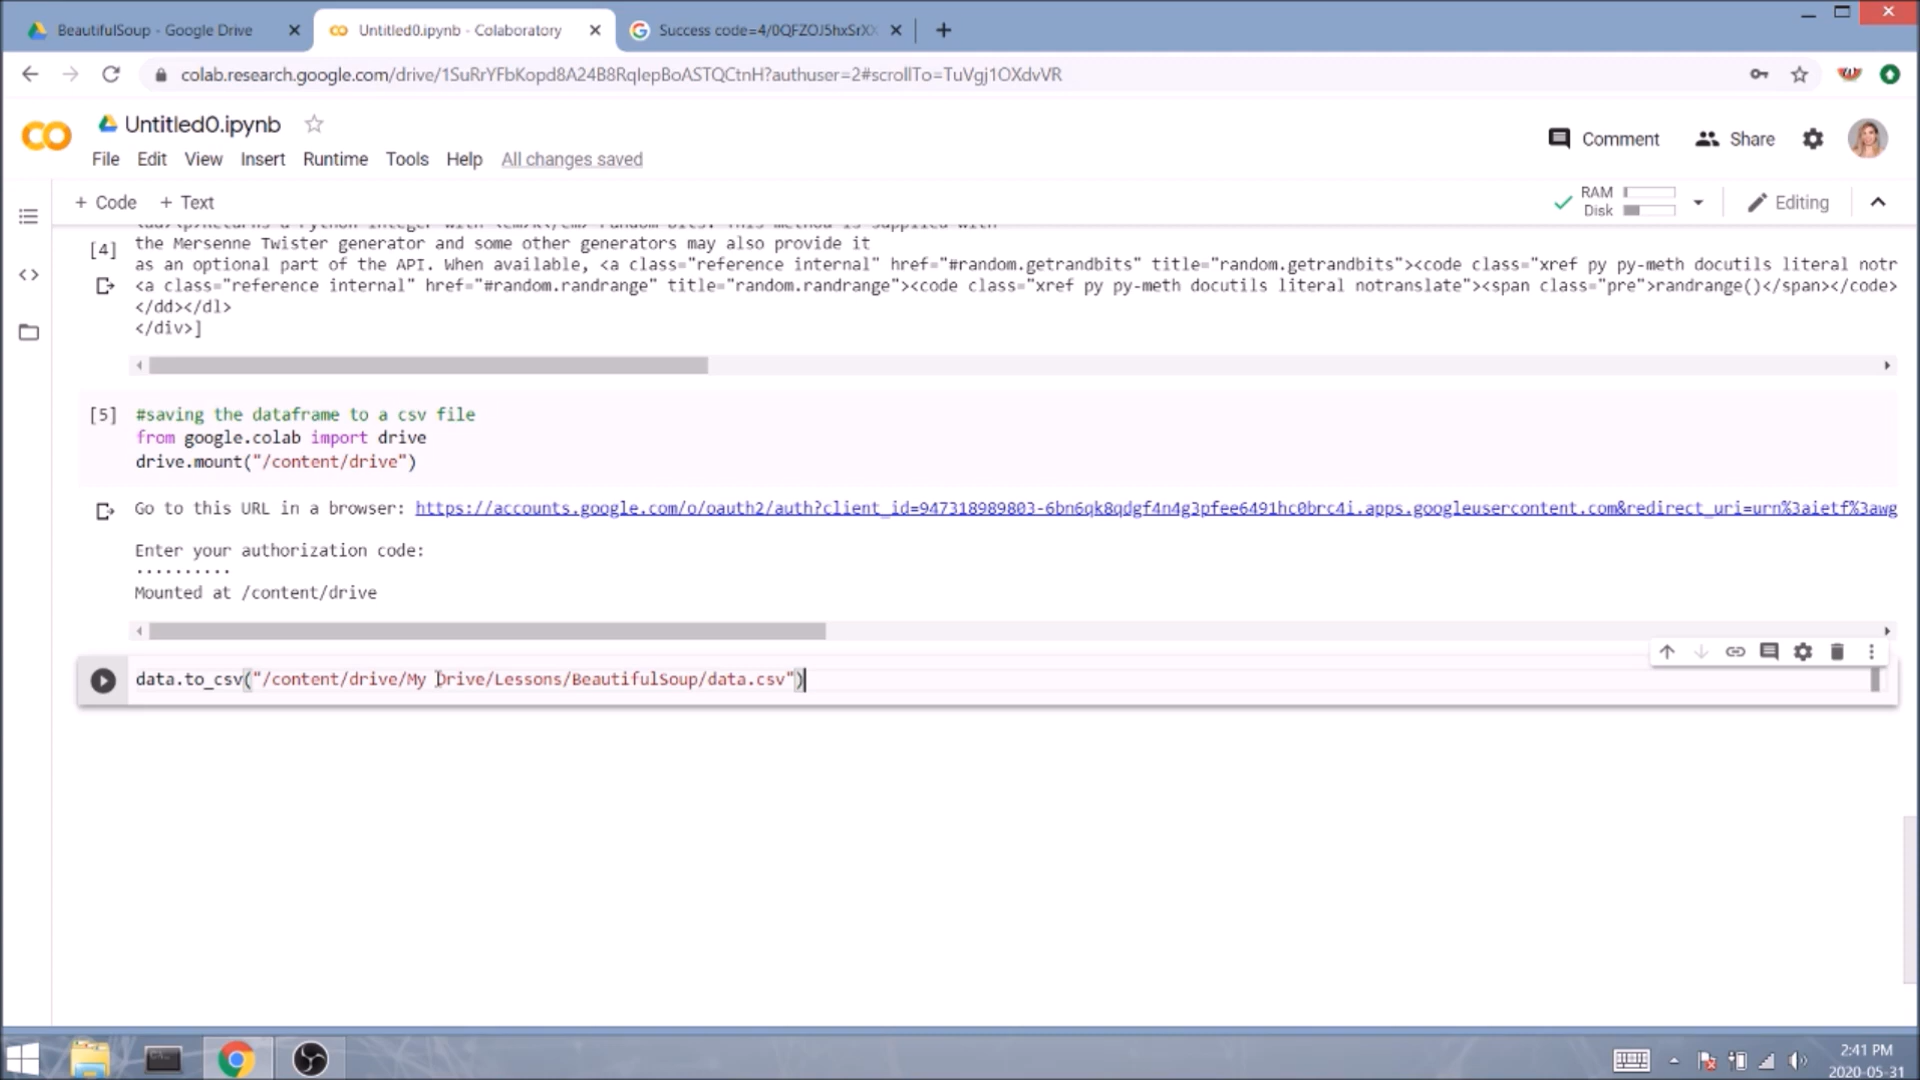 BeautifulSoup - Google Drive
Untitled0.ipynb - Colaboratory
Success code=4/0QFZOJ5hxSrX
colab.research.google.com/drive/1SuRrYFbKopd8A24B8RqIepBoASTQCtnH?authuser=2#scrollTo=TuVgj1OXdvVR
Untitled0.ipynb
Comment
Share
File Edit View Insert Runtime Tools Help All changes saved
+ Code + Text
RAM
Disk
Editing
[4]
the Mersenne Twister generator and some other generators may also provide it
as an optional part of the API. When available, <a class="reference internal" href="#random.getrandbits" title="random.getrandbits"><code class="xref py py-meth docutils literal notr
<a class="reference internal" href="#random.randrange" title="random.randrange"><code class="xref py py-meth docutils literal notranslate"><span class="pre">randrange()</span></code>
</dd></dl>
</div>]
[5] #saving the dataframe to a csv file
from google.colab import drive
drive.mount("/content/drive")
Go to this URL in a browser: https://accounts.google.com/o/oauth2/auth?client_id=947318989803-6bn6qk8qdgf4n4g3pfee6491hc0brc4i.apps.googleusercontent.com&redirect_uri=urn%3aietf%3awg
Enter your authorization code:
··········
Mounted at /content/drive
data.to_csv("/content/drive/My Drive/Lessons/BeautifulSoup/data.csv")
2:41 PM
2020-05-31